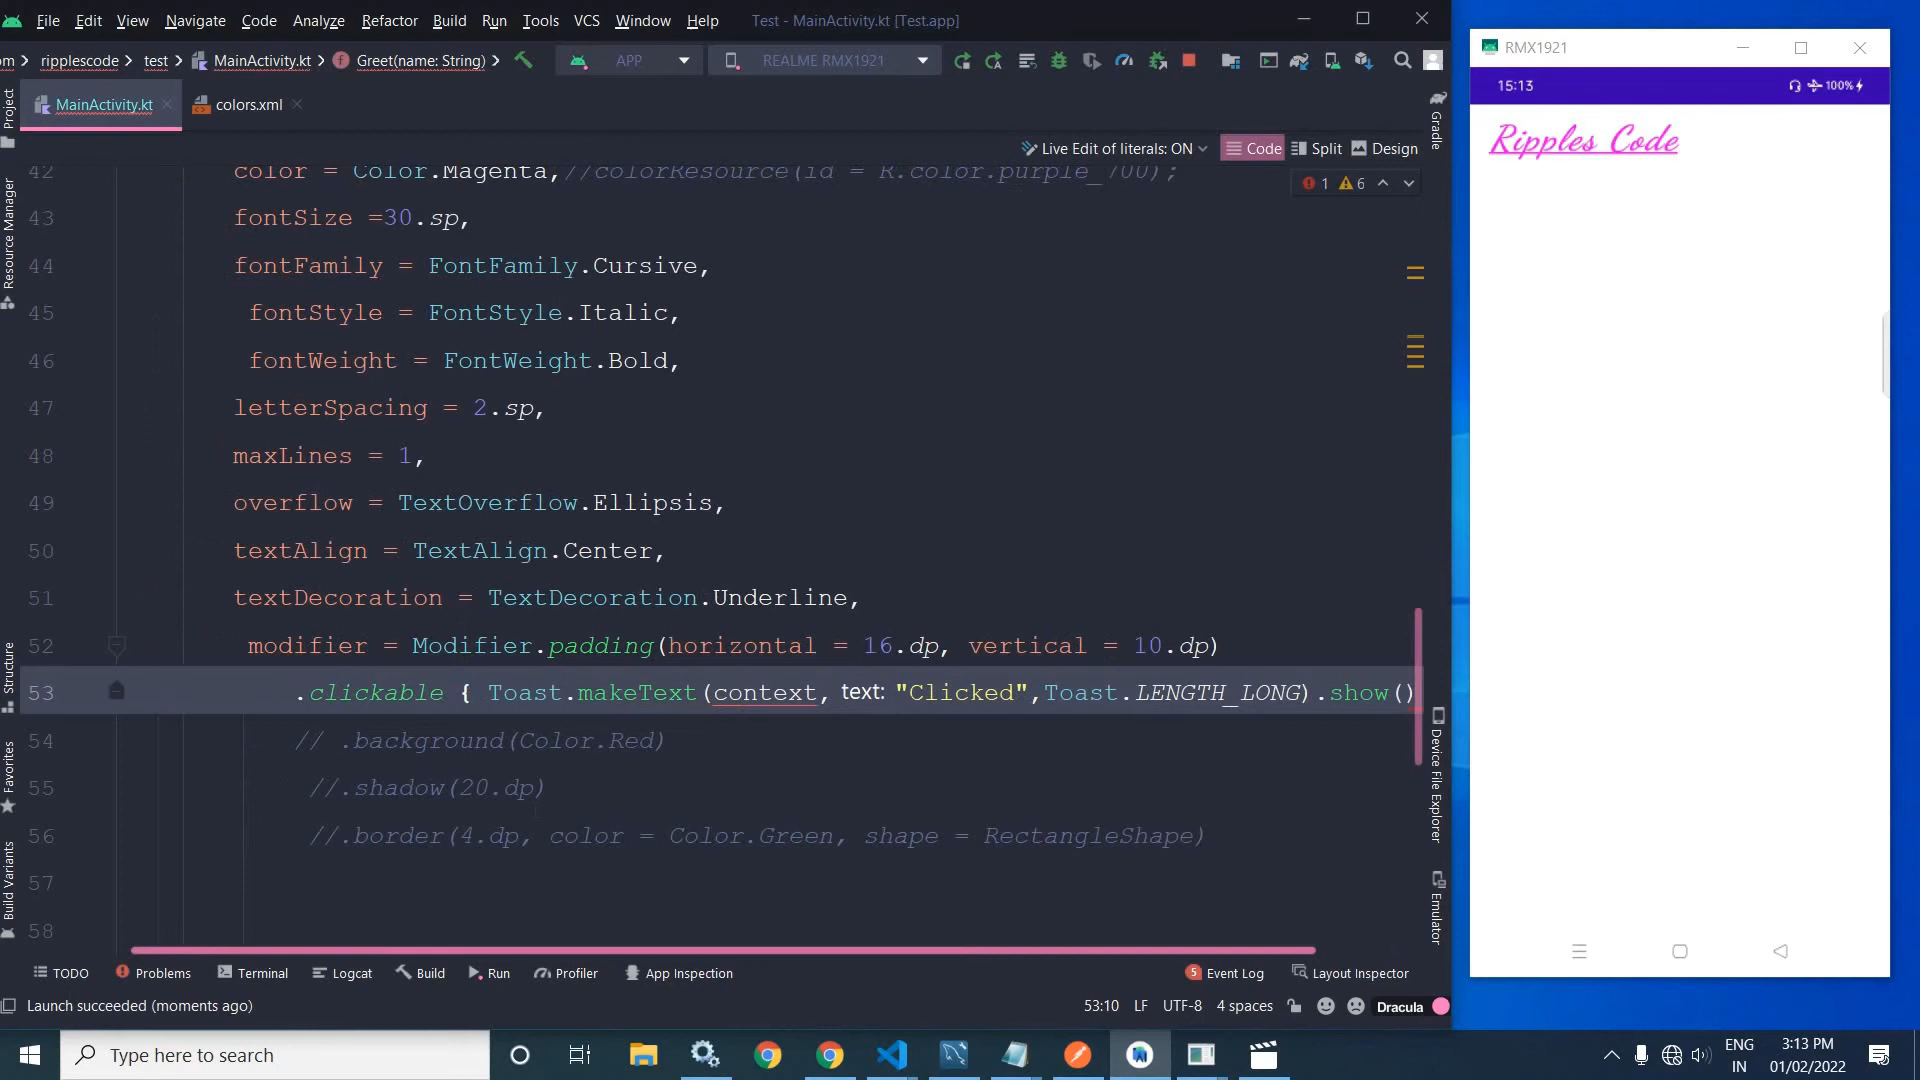 File Edit View Navigate Code Analyze Refactor Build Run Tools VCS Window Help Test - MainActivity.kt [Test.app]
om ripplescode test MainActivity.kt Greet(name: String) APP REALME RMX1921
MainActivity.kt colors.xml
Live Edit of literals: ON Code Split Design
1 6
42 color = Color.Magenta,//colorResource(id = R.color.purple_700);
43 fontSize =30.sp,
44 fontFamily = FontFamily.Cursive,
45 fontStyle = FontStyle.Italic,
46 fontWeight = FontWeight.Bold,
47 letterSpacing = 2.sp,
48 maxLines = 1,
49 overflow = TextOverflow.Ellipsis,
50 textAlign = TextAlign.Center,
51 textDecoration = TextDecoration.Underline,
52 modifier = Modifier.padding(horizontal = 16.dp, vertical = 10.dp)
53 .clickable { Toast.makeText(context, text: "Clicked",Toast.LENGTH_LONG).show()
54 // .background(Color.Red)
55 //.shadow(20.dp)
56 //.border(4.dp, color = Color.Green, shape = RectangleShape)
57
58
Project
Resource Manager
Structure
Favorites
Build Variants
Gradle
Device File Explorer
Emulator
TODO Problems Terminal Logcat Build Run Profiler App Inspection 5 Event Log Layout Inspector
Launch succeeded (moments ago) 53:10 LF UTF-8 4 spaces Dracula
RMX1921
15:13 100%
Ripples Code
Type here to search
ENG
IN
3:13 PM
01/02/2022